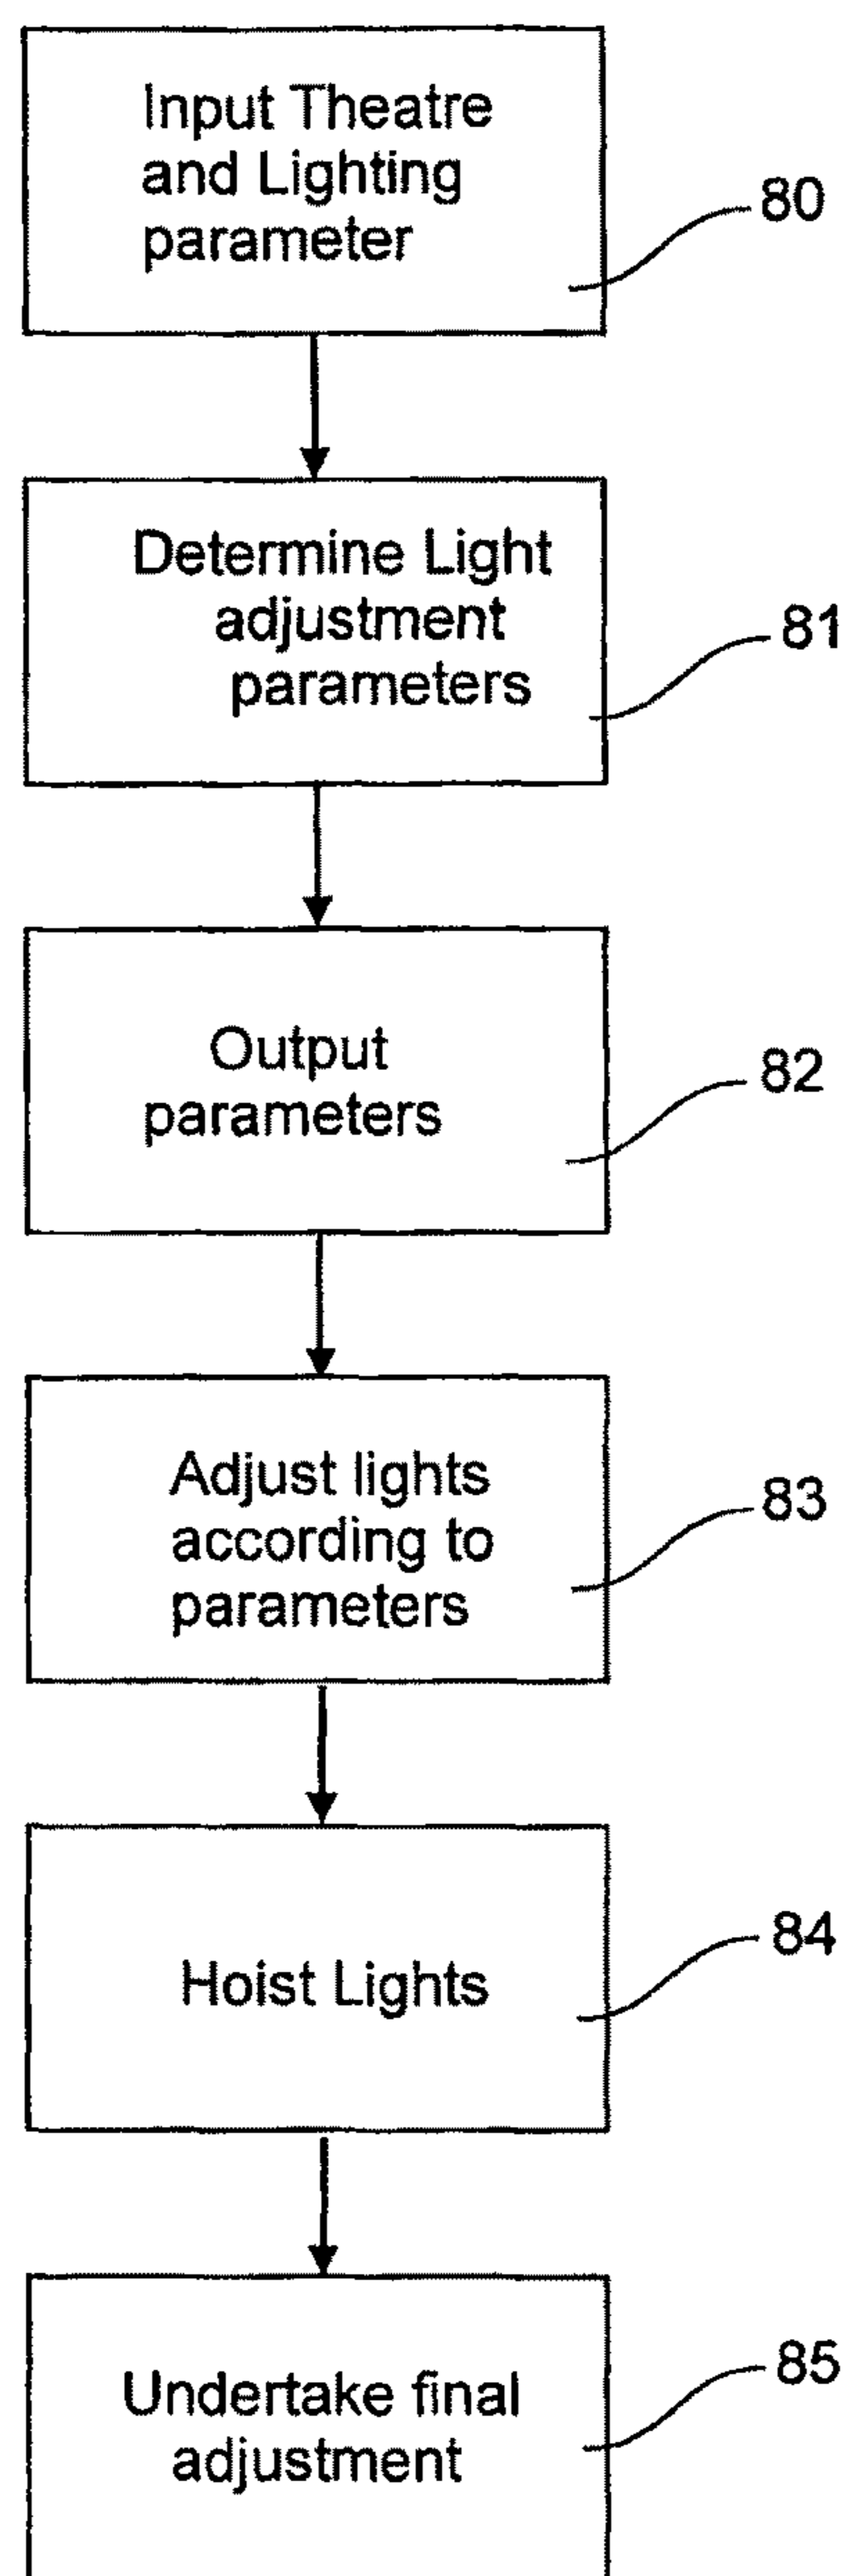 Input Theatre
and Lighting
parameter
80
Determine Light
adjustment
parameters
81
Output
parameters
82
Adjust lights
according to
parameters
83
Hoist Lights
84
Undertake final
adjustment
85